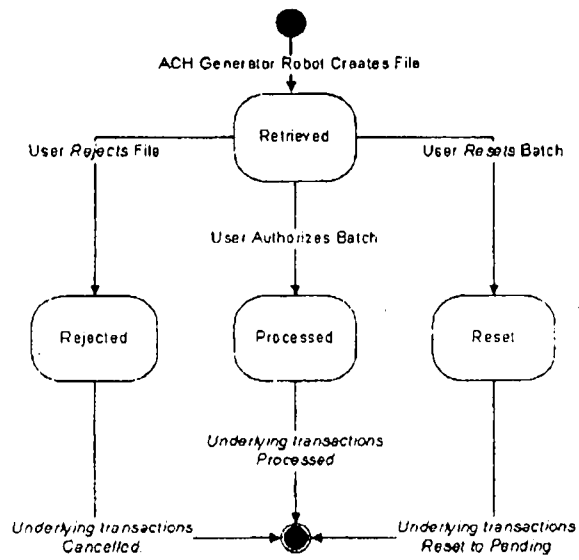 ACH Generator Robot Creates File
Retrieved
User Rejects File
User Resets Batch
User Authorizes Batch
Rejected
Processed
Reset
Underlying transactions
Processed
Underlying transactions
Cancelled.
Underlying transactions
Reset to Pending